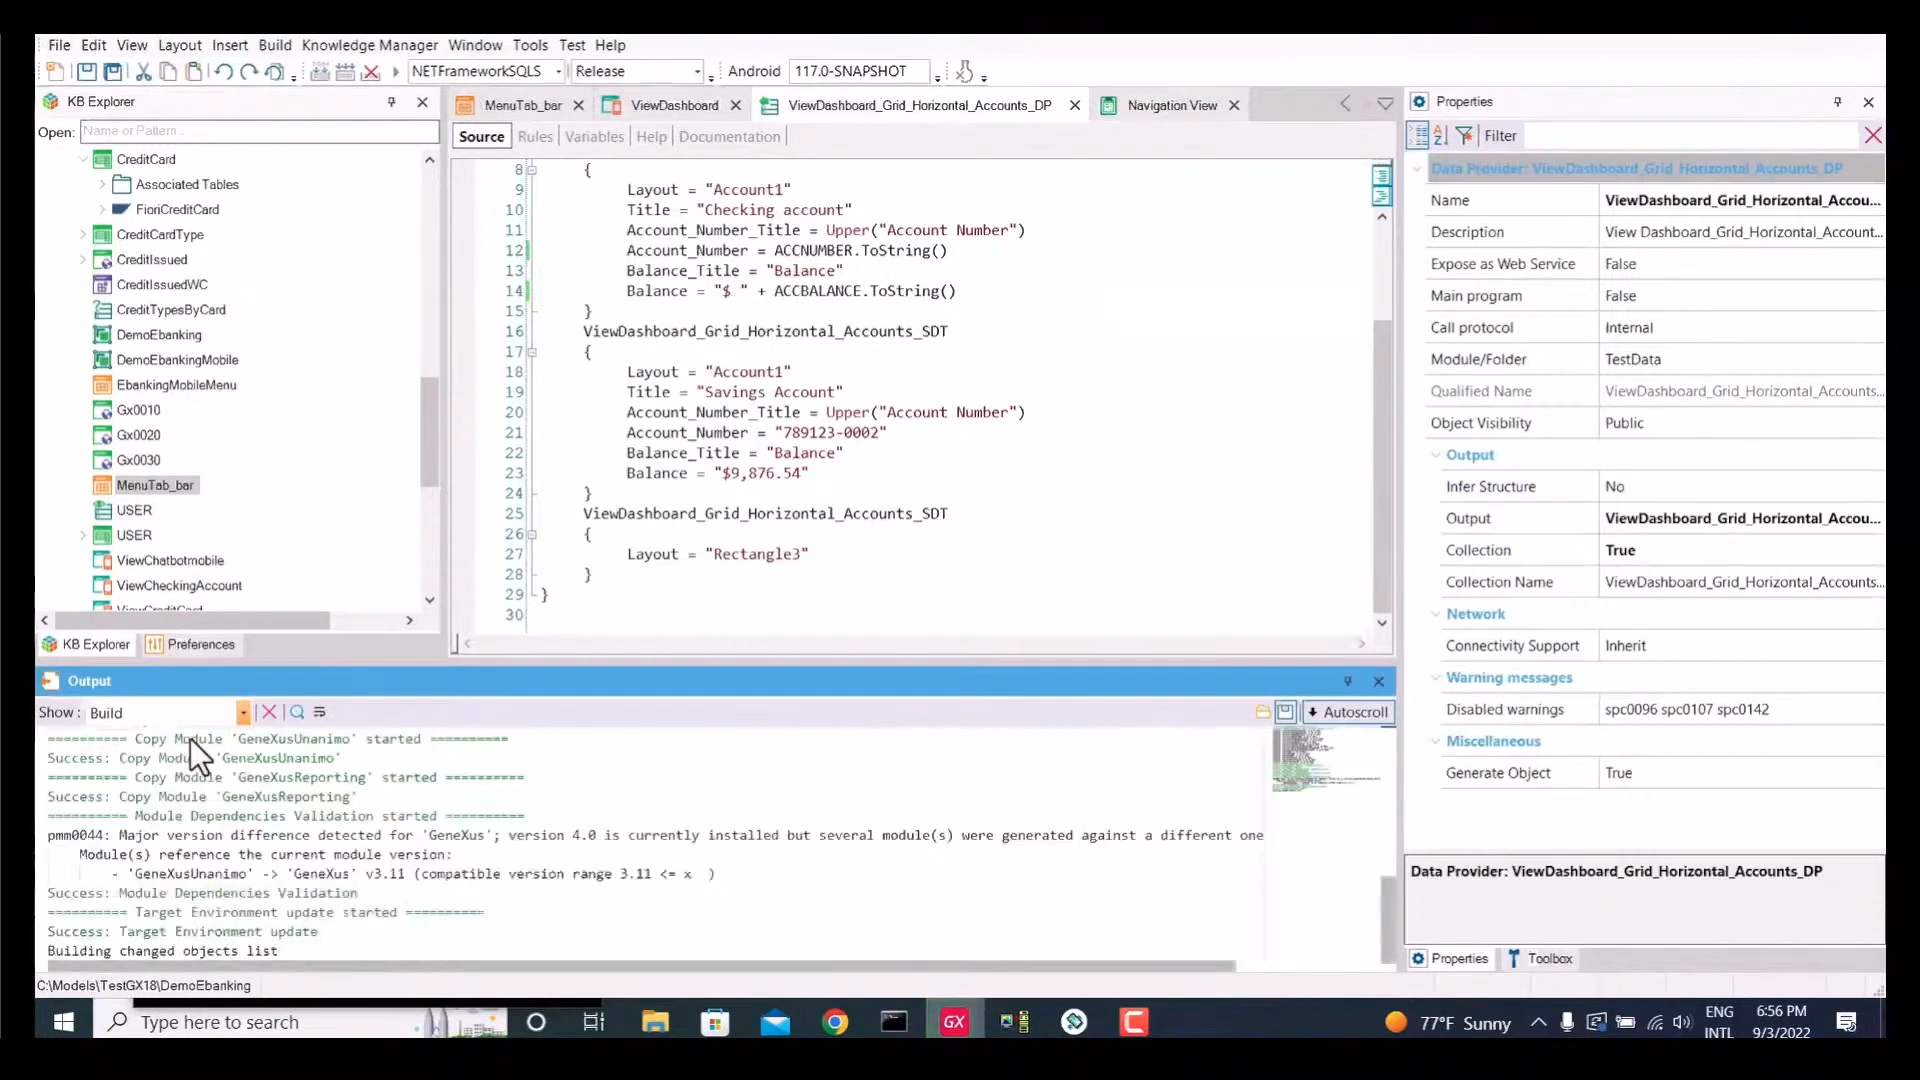 File Edit View Layout Insert Build Knowledge Manager Window Tools Test Help
NETFrameworkSQLS Release Android 117.0-SNAPSHOT
KB Explorer
Open: Name or Pattern...
CreditCard
Associated Tables
FioriCreditCard
CreditCardType
CreditIssued
CreditIssuedWC
CreditTypesByCard
DemoEbanking
DemoEbankingMobile
EbankingMobileMenu
Gx0010
Gx0020
Gx0030
MenuTab_bar
USER
USER
ViewChatbotmobile
ViewCheckingAccount
ViewCreditCard
KB Explorer Preferences
MenuTab_bar ViewDashboard ViewDashboard_Grid_Horizontal_Accounts_DP Navigation View
Source Rules Variables Help Documentation
8 {
9 Layout = "Account1"
10 Title = "Checking account"
11 Account_Number_Title = Upper("Account Number")
12 Account_Number = ACCNUMBER.ToString()
13 Balance_Title = "Balance"
14 Balance = "$ " + ACCBALANCE.ToString()
15 }
16 ViewDashboard_Grid_Horizontal_Accounts_SDT
17 {
18 Layout = "Account1"
19 Title = "Savings Account"
20 Account_Number_Title = Upper("Account Number")
21 Account_Number = "789123-0002"
22 Balance_Title = "Balance"
23 Balance = "$9,876.54"
24 }
25 ViewDashboard_Grid_Horizontal_Accounts_SDT
26 {
27 Layout = "Rectangle3"
28 }
29 }
30
Output
Show : Build Autoscroll
========== Copy Module 'GeneXusUnanimo' started ==========
Success: Copy Module 'GeneXusUnanimo'
========== Copy Module 'GeneXusReporting' started ==========
Success: Copy Module 'GeneXusReporting'
========== Module Dependencies Validation started ==========
pmm0044: Major version difference detected for 'GeneXus'; version 4.0 is currently installed but several module(s) were generated against a different one
Module(s) reference the current module version:
- 'GeneXusUnanimo' -> 'GeneXus' v3.11 (compatible version range 3.11 <= x )
Success: Module Dependencies Validation
========== Target Environment update started ==========
Success: Target Environment update
Building changed objects list
C:\Models\TestGX18\DemoEbanking
Properties
Filter
Data Provider: ViewDashboard_Grid_Horizontal_Accounts_DP
Name ViewDashboard_Grid_Horizontal_Accou...
Description View Dashboard_Grid_Horizontal_Account...
Expose as Web Service False
Main program False
Call protocol Internal
Module/Folder TestData
Qualified Name ViewDashboard_Grid_Horizontal_Accounts...
Object Visibility Public
Output
Infer Structure No
Output ViewDashboard_Grid_Horizontal_Accou...
Collection True
Collection Name ViewDashboard_Grid_Horizontal_Accounts...
Network
Connectivity Support Inherit
Warning messages
Disabled warnings spc0096 spc0107 spc0142
Miscellaneous
Generate Object True
Data Provider: ViewDashboard_Grid_Horizontal_Accounts_DP
Properties Toolbox
Type here to search
GX
77°F Sunny
ENG
INTL
6:56 PM
9/3/2022